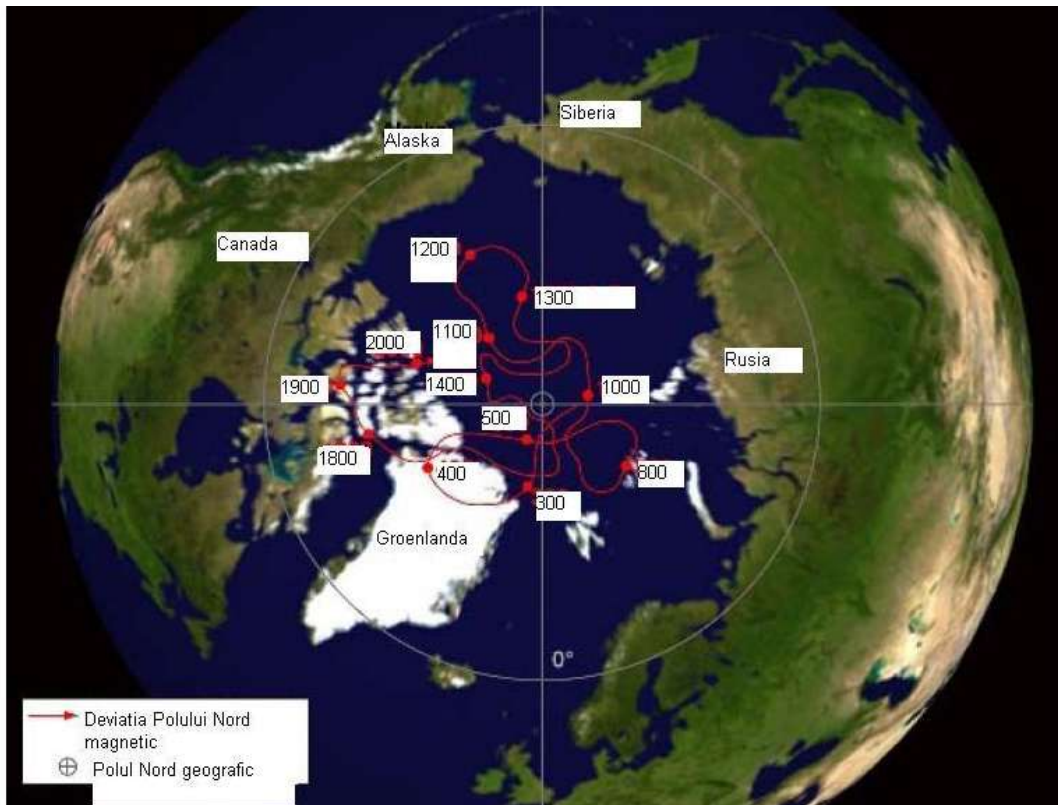 Siberia
Alaska
Canada
1200
1300
1100
2000
Rusia
1900
1400
1000
500
1800
400
800
300
Groenlanda
0°
Deviatia Polului Nord
magnetic
Polul Nord geografic